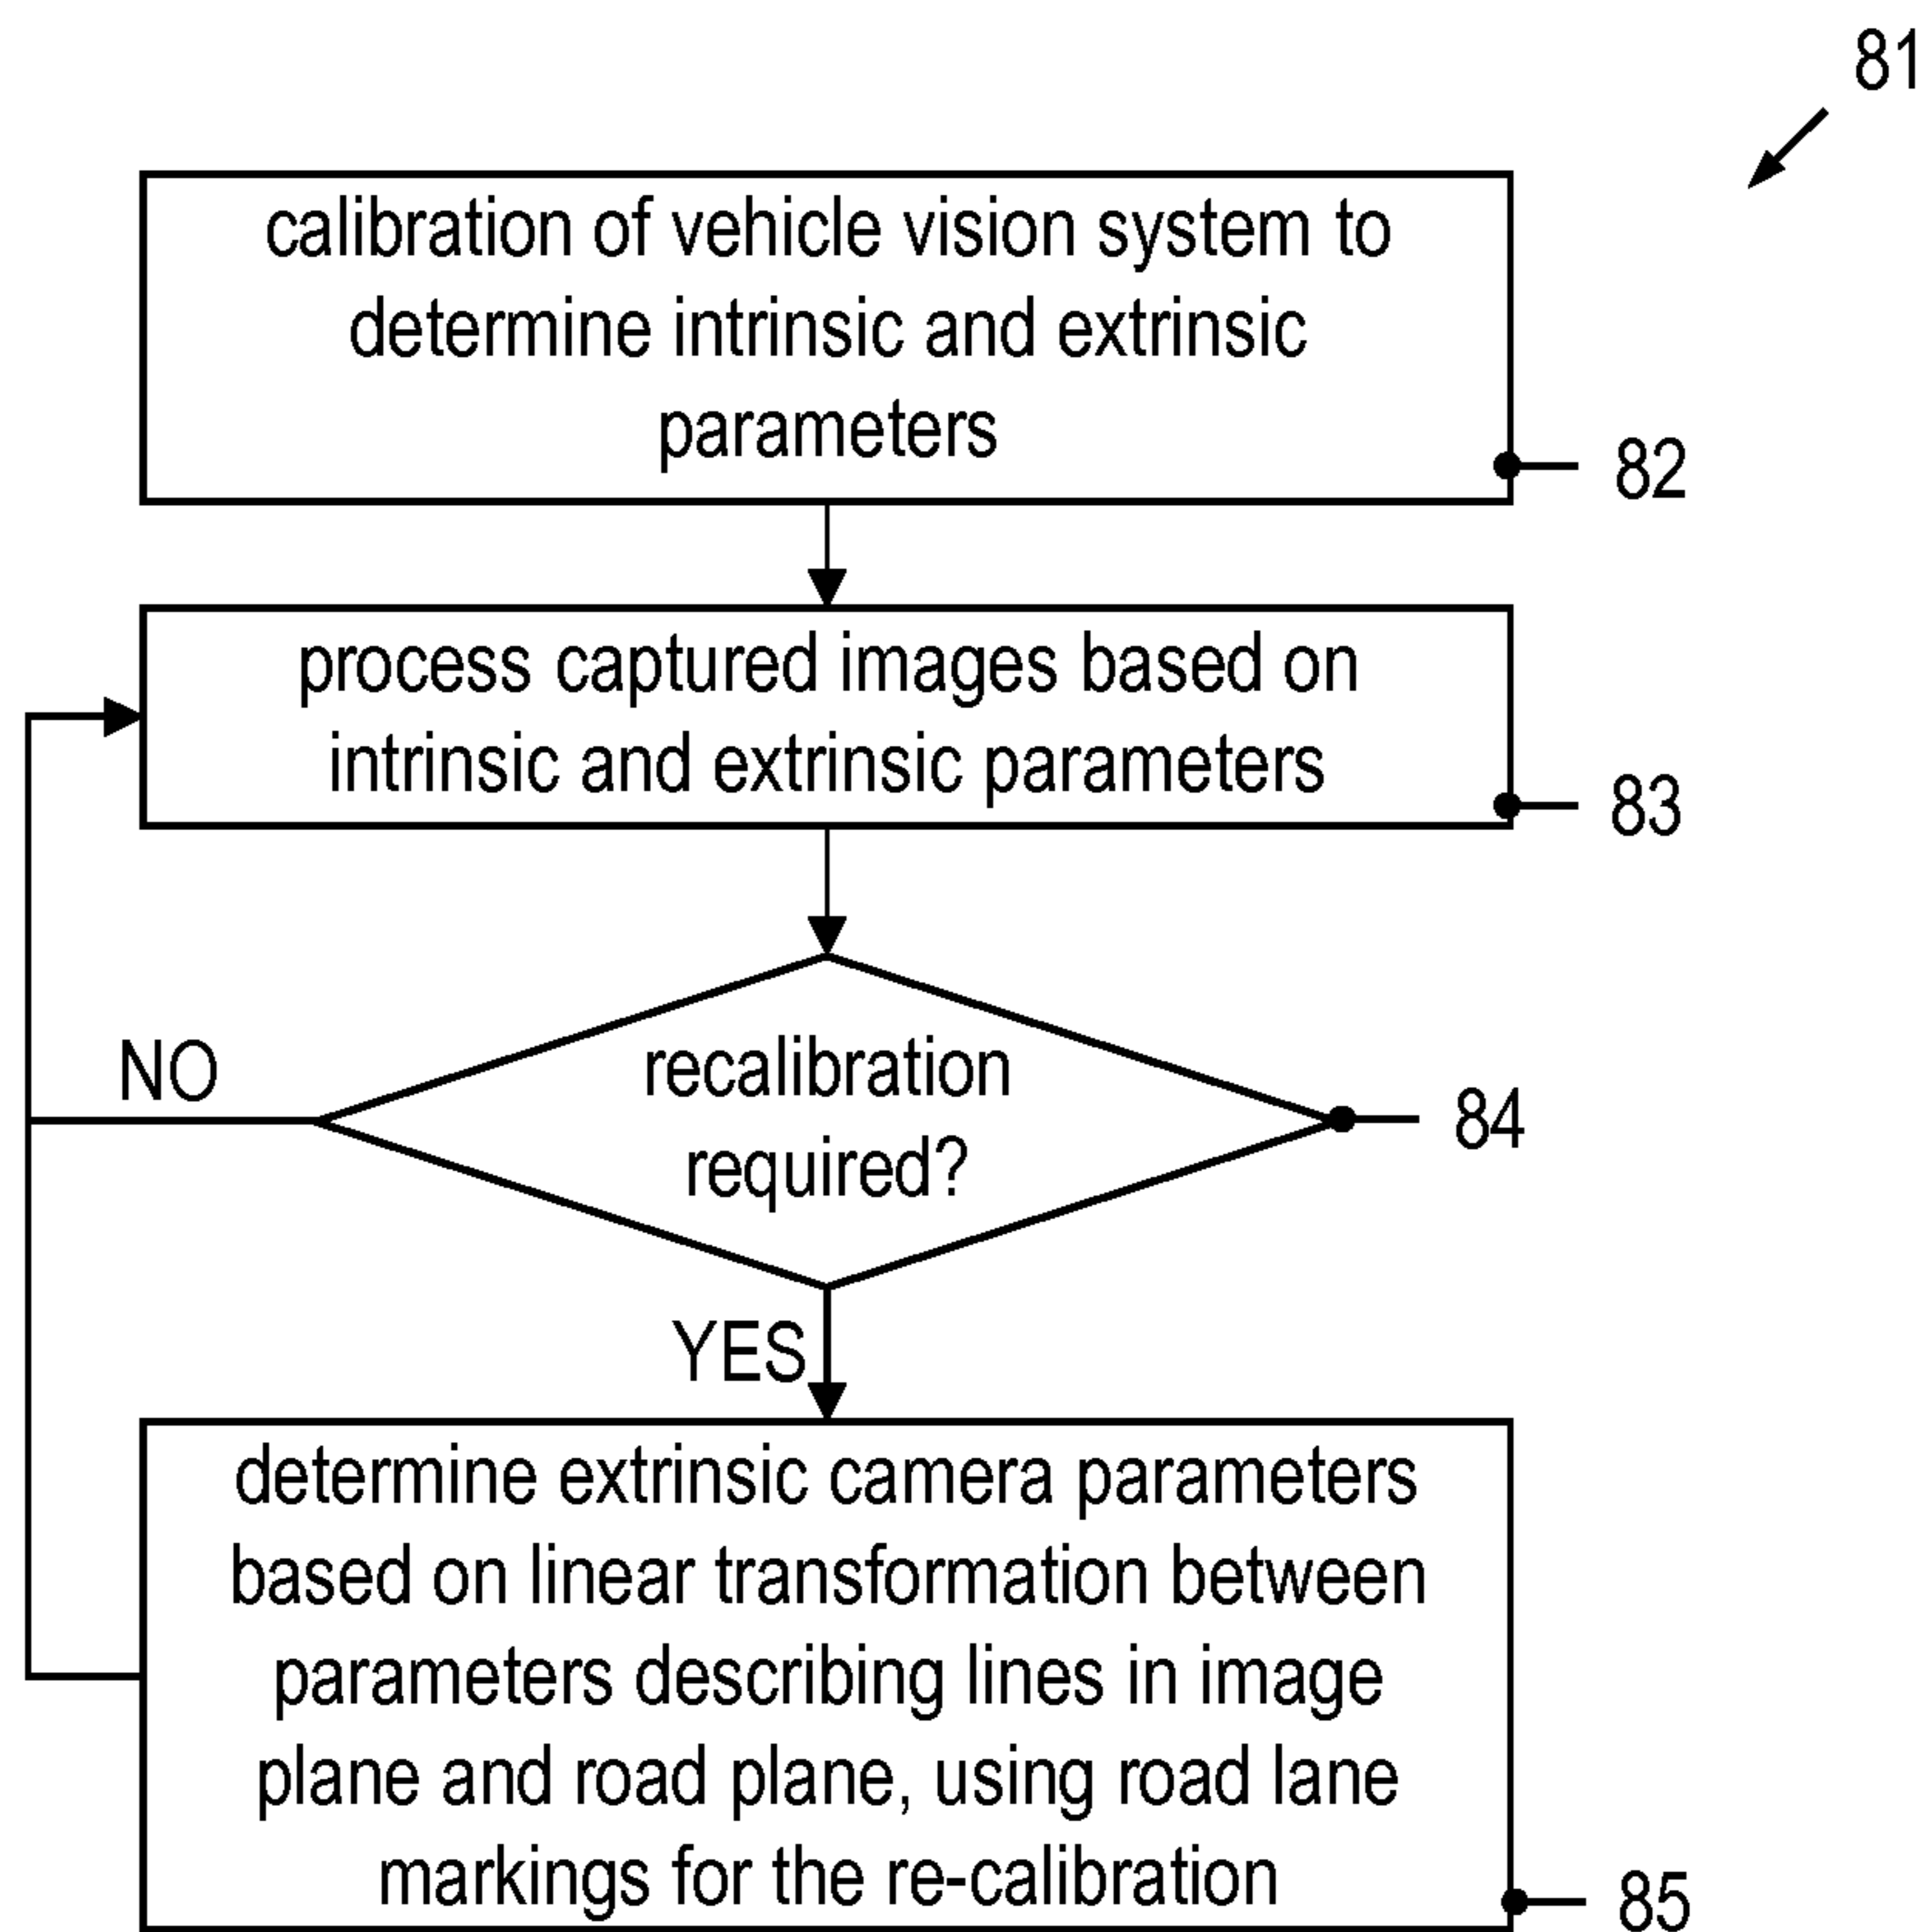 81
calibration of vehicle vision system to
determine intrinsic and extrinsic
parameters
82
process captured images based on
intrinsic and extrinsic parameters
83
recalibration
required?
84
NO
YES
determine extrinsic camera parameters
based on linear transformation between
parameters describing lines in image
plane and road plane, using road lane
markings for the re-calibration
85